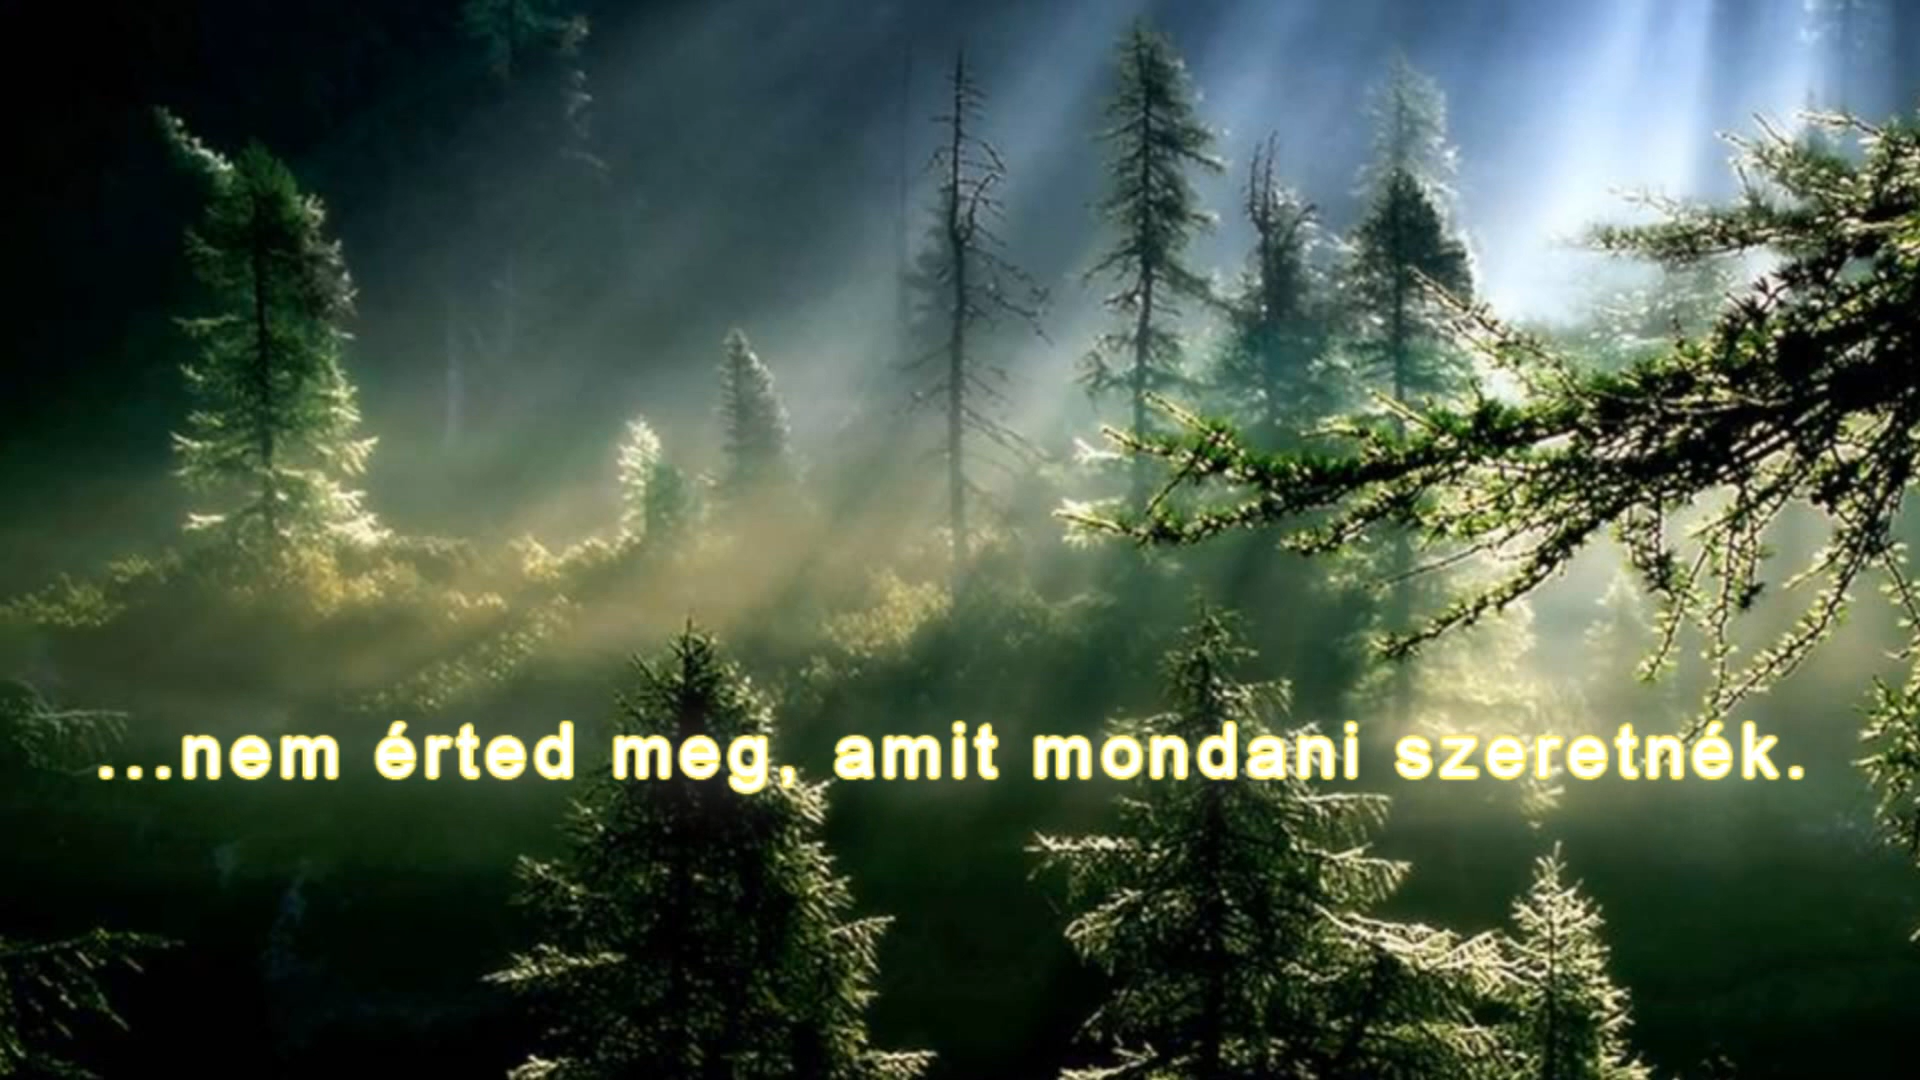 ...nem érted meg, amit mondani szeretnék.